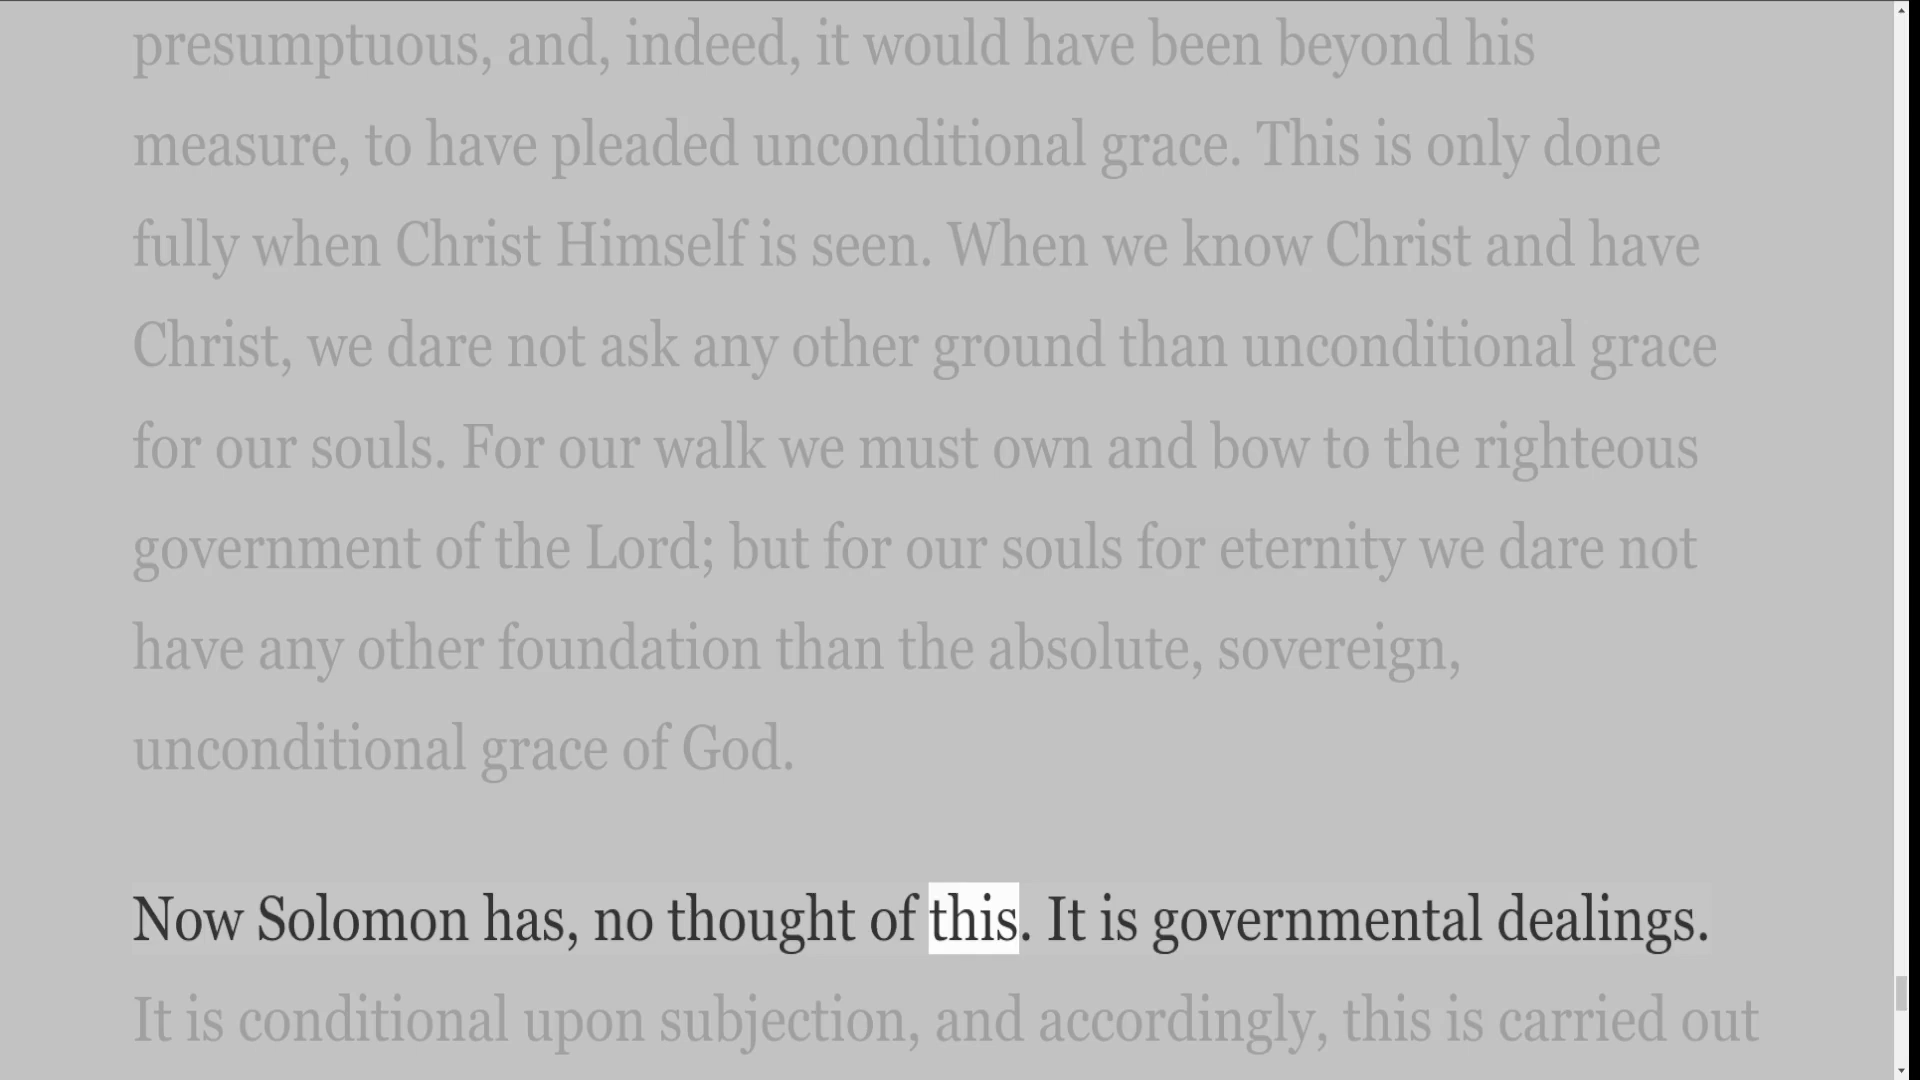 presumptuous, and, indeed, it would have been beyond his
measure, to have pleaded unconditional grace. This is only done
fully when Christ Himself is seen. When we know Christ and have
Christ, we dare not ask any other ground than unconditional grace
for our souls. For our walk we must own and bow to the righteous
government of the Lord; but for our souls for eternity we dare not
have any other foundation than the absolute, sovereign,
unconditional grace of God.
Now Solomon has, no thought of this. It is governmental dealings.
It is conditional upon subjection, and accordingly, this is carried out